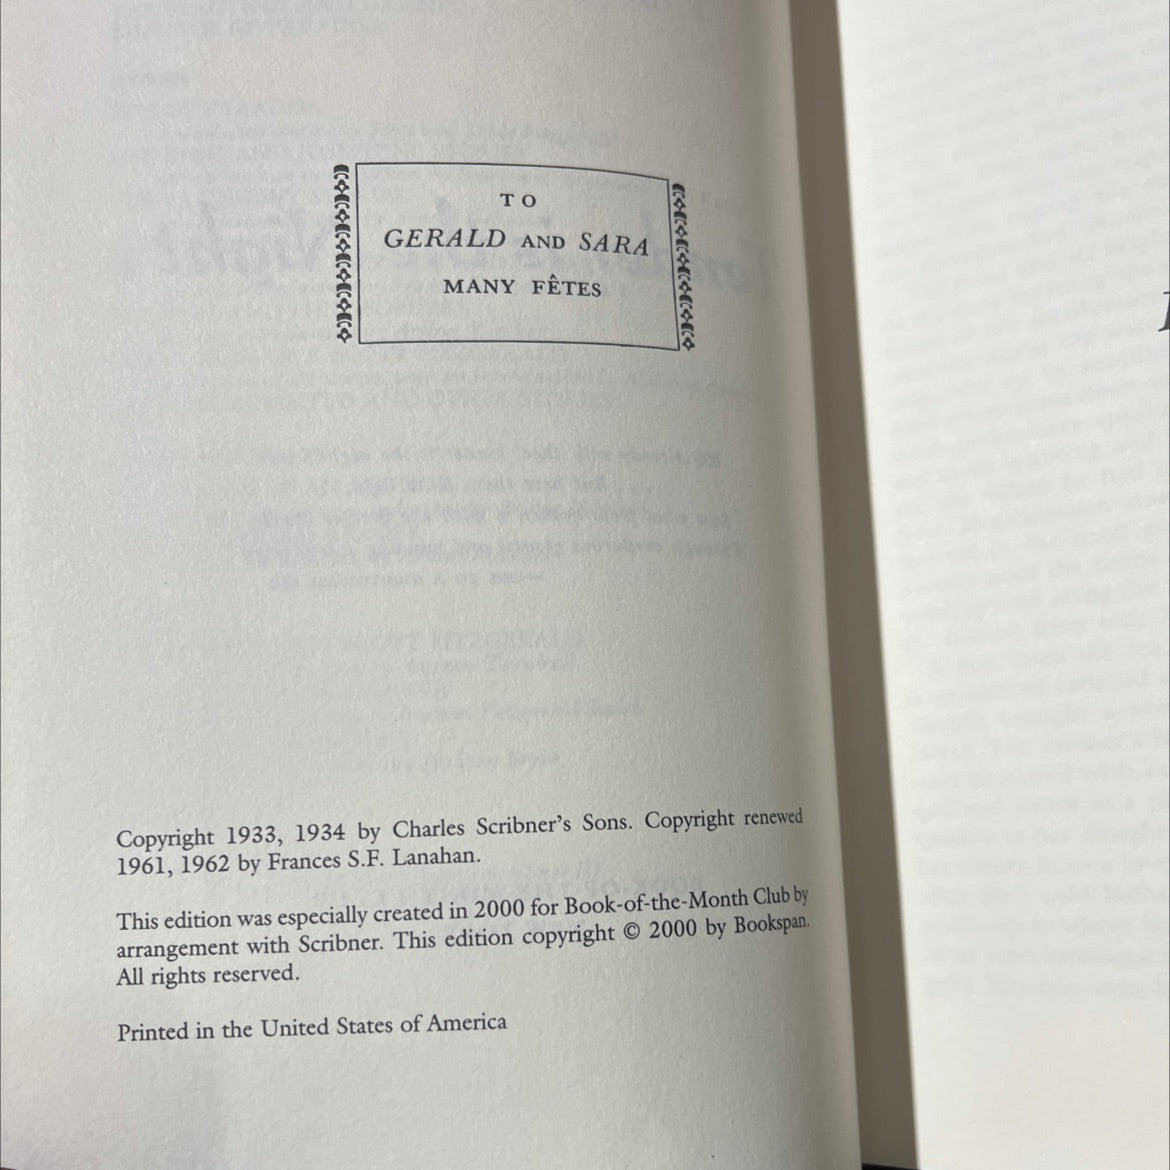 TO
GERALD AND SARA
MANY FÊTES
Copyright 1933, 1934 by Charles Scribner's Sons. Copyright renewed
1961, 1962 by Frances S.F. Lanahan.
This edition was especially created in 2000 for Book-of-the-Month Club by
arrangement with Scribner. This edition copyright © 2000 by Bookspan.
All rights reserved.
Printed in the United States of America